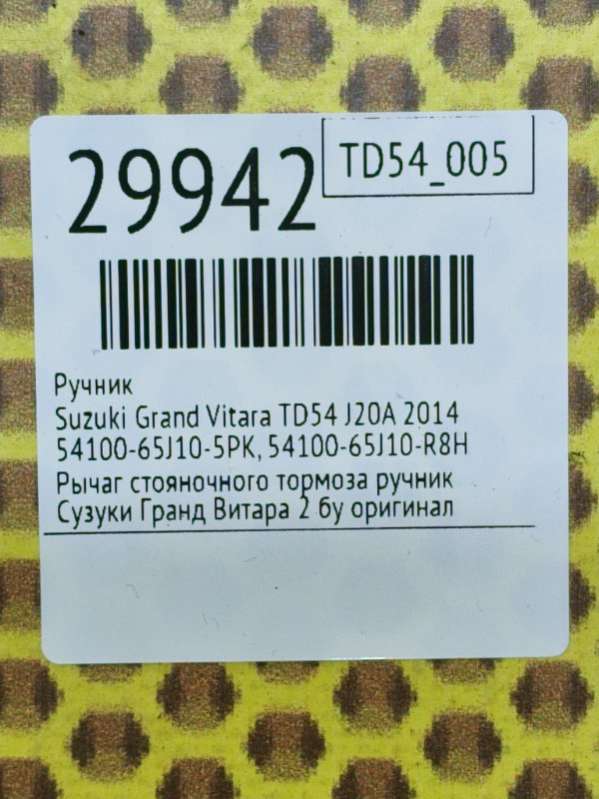 29942
TD54_005
Ручник
Suzuki Grand Vitara TD54 J20A 2014
54100-65J10-5PK, 54100-65J10-R8H
Рычаг стояночного тормоза ручник
Сузуки Гранд Витара 2 бу оригинал